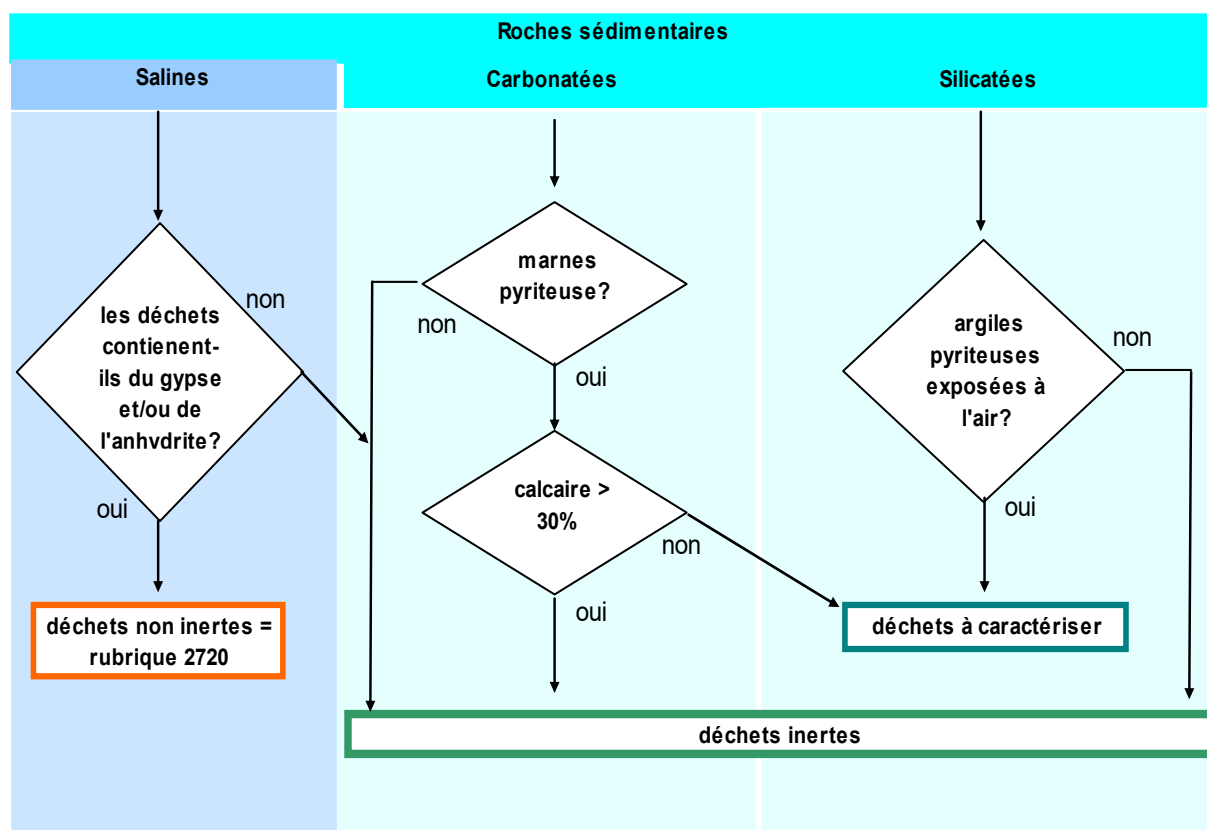 Roches sédimentaires
Salines
Carbonatées
Silicatées
les déchets
contienent-
ils du gypse
et/ou de
l'anhvdrite?
non
oui
déchets non inertes =
rubrique 2720
marnes
pyriteuse?
non
oui
calcaire >
30%
non
oui
argiles
pyriteuses
exposées à
l'air?
non
oui
déchets à caractériser
déchets inertes